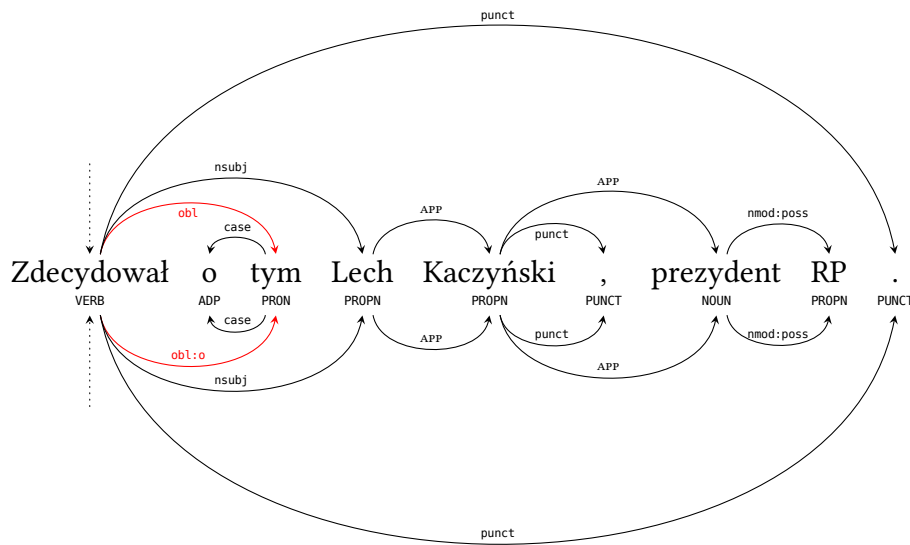 punct
nsubj
obl
case
APP
punct
APP
nmod:poss
Zdecydował o tym Lech Kaczyński , prezydent RP .
VERB ADP PRON PROPN PROPN PUNCT NOUN PROPN PUNCT
case
obl:o
nsubj
APP
punct
APP
nmod:poss
punct